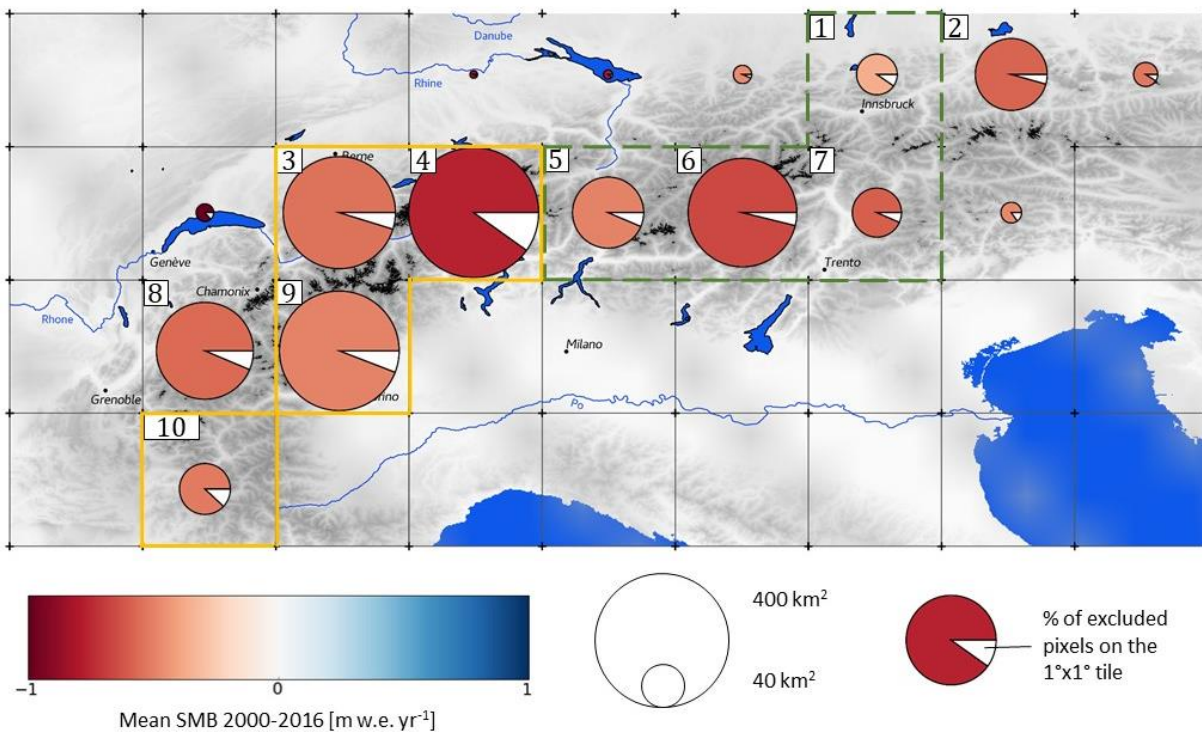 1
2
Danube
Rhine
Innsbruck
3
Berne
4
5
6
7
Genève
Trento
8
Chamonix
9
Rhone
Milano
Grenoble
rino
Po
10
400 km²
40 km²
% of excluded
pixels on the
1°x1° tile
−1
0
1
Mean SMB 2000-2016 [m w.e. yr⁻¹]